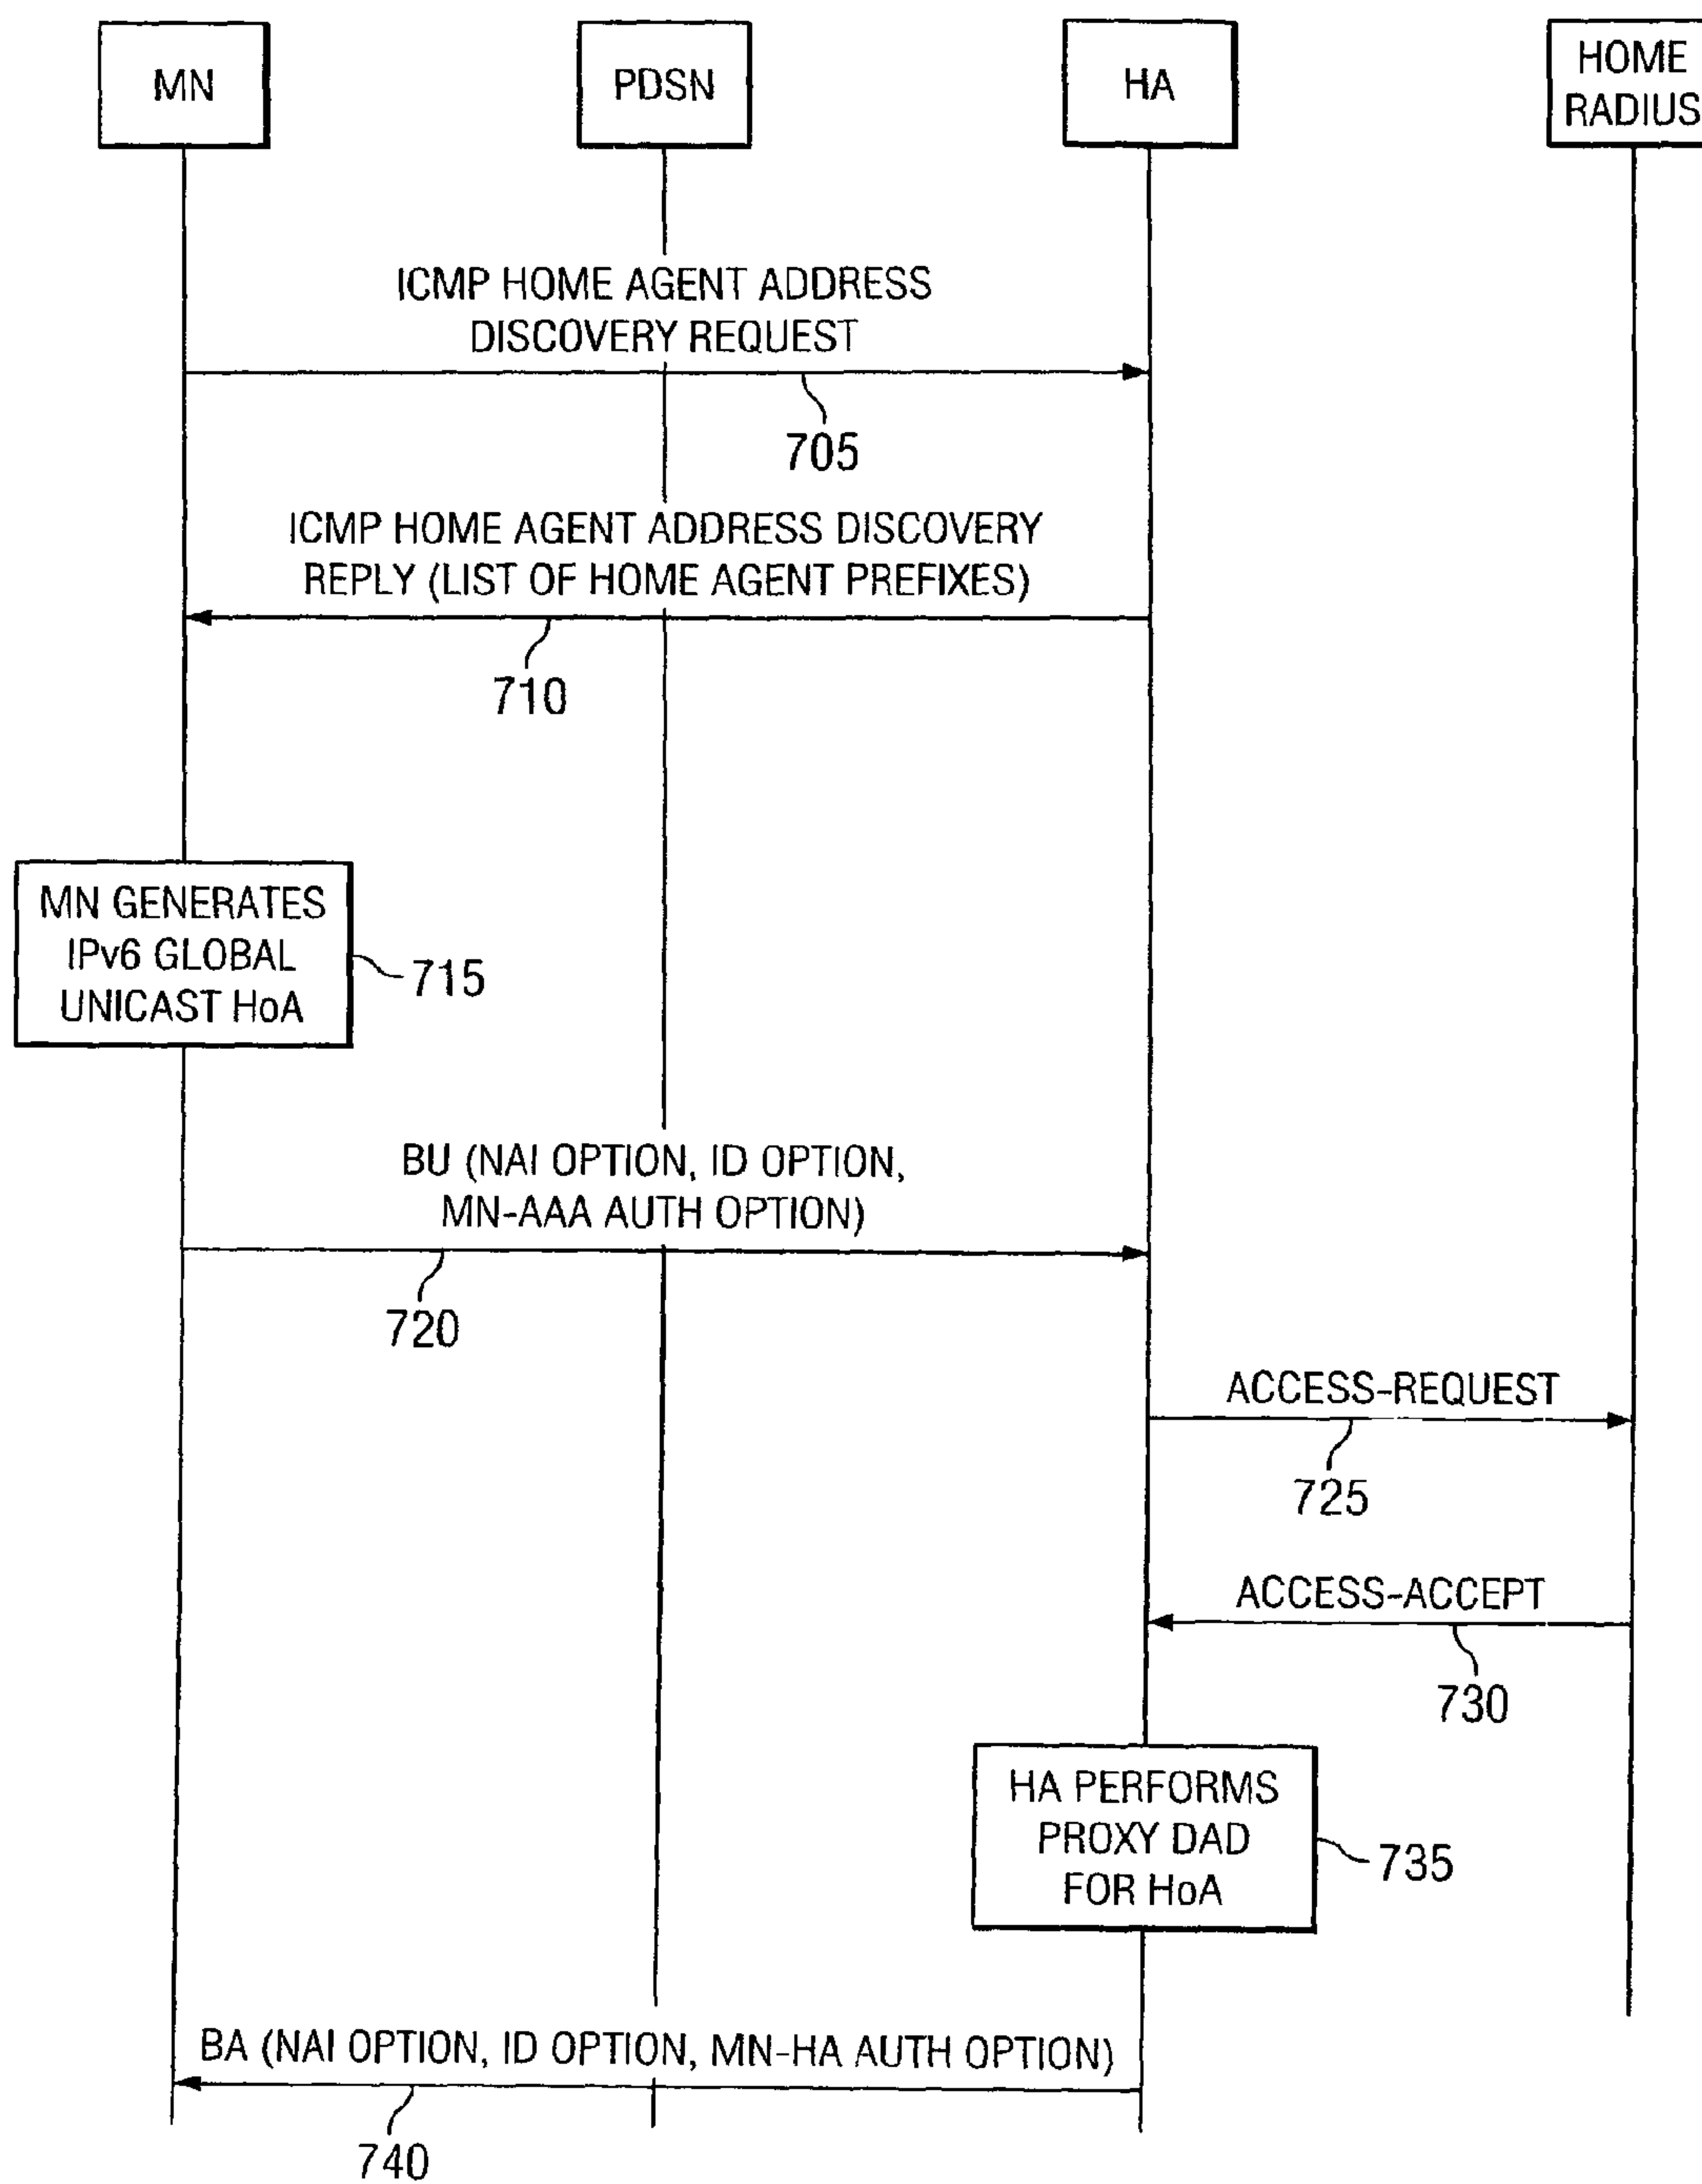 MN
PDSN
HA
HOME
RADIUS
ICMP HOME AGENT ADDRESS
DISCOVERY REQUEST
705
ICMP HOME AGENT ADDRESS DISCOVERY
REPLY (LIST OF HOME AGENT PREFIXES)
710
MN GENERATES
IPv6 GLOBAL
UNICAST HoA
715
BU (NAI OPTION, ID OPTION,
MN-AAA AUTH OPTION)
720
ACCESS-REQUEST
725
ACCESS-ACCEPT
730
HA PERFORMS
PROXY DAD
FOR HoA
735
BA (NAI OPTION, ID OPTION, MN-HA AUTH OPTION)
740